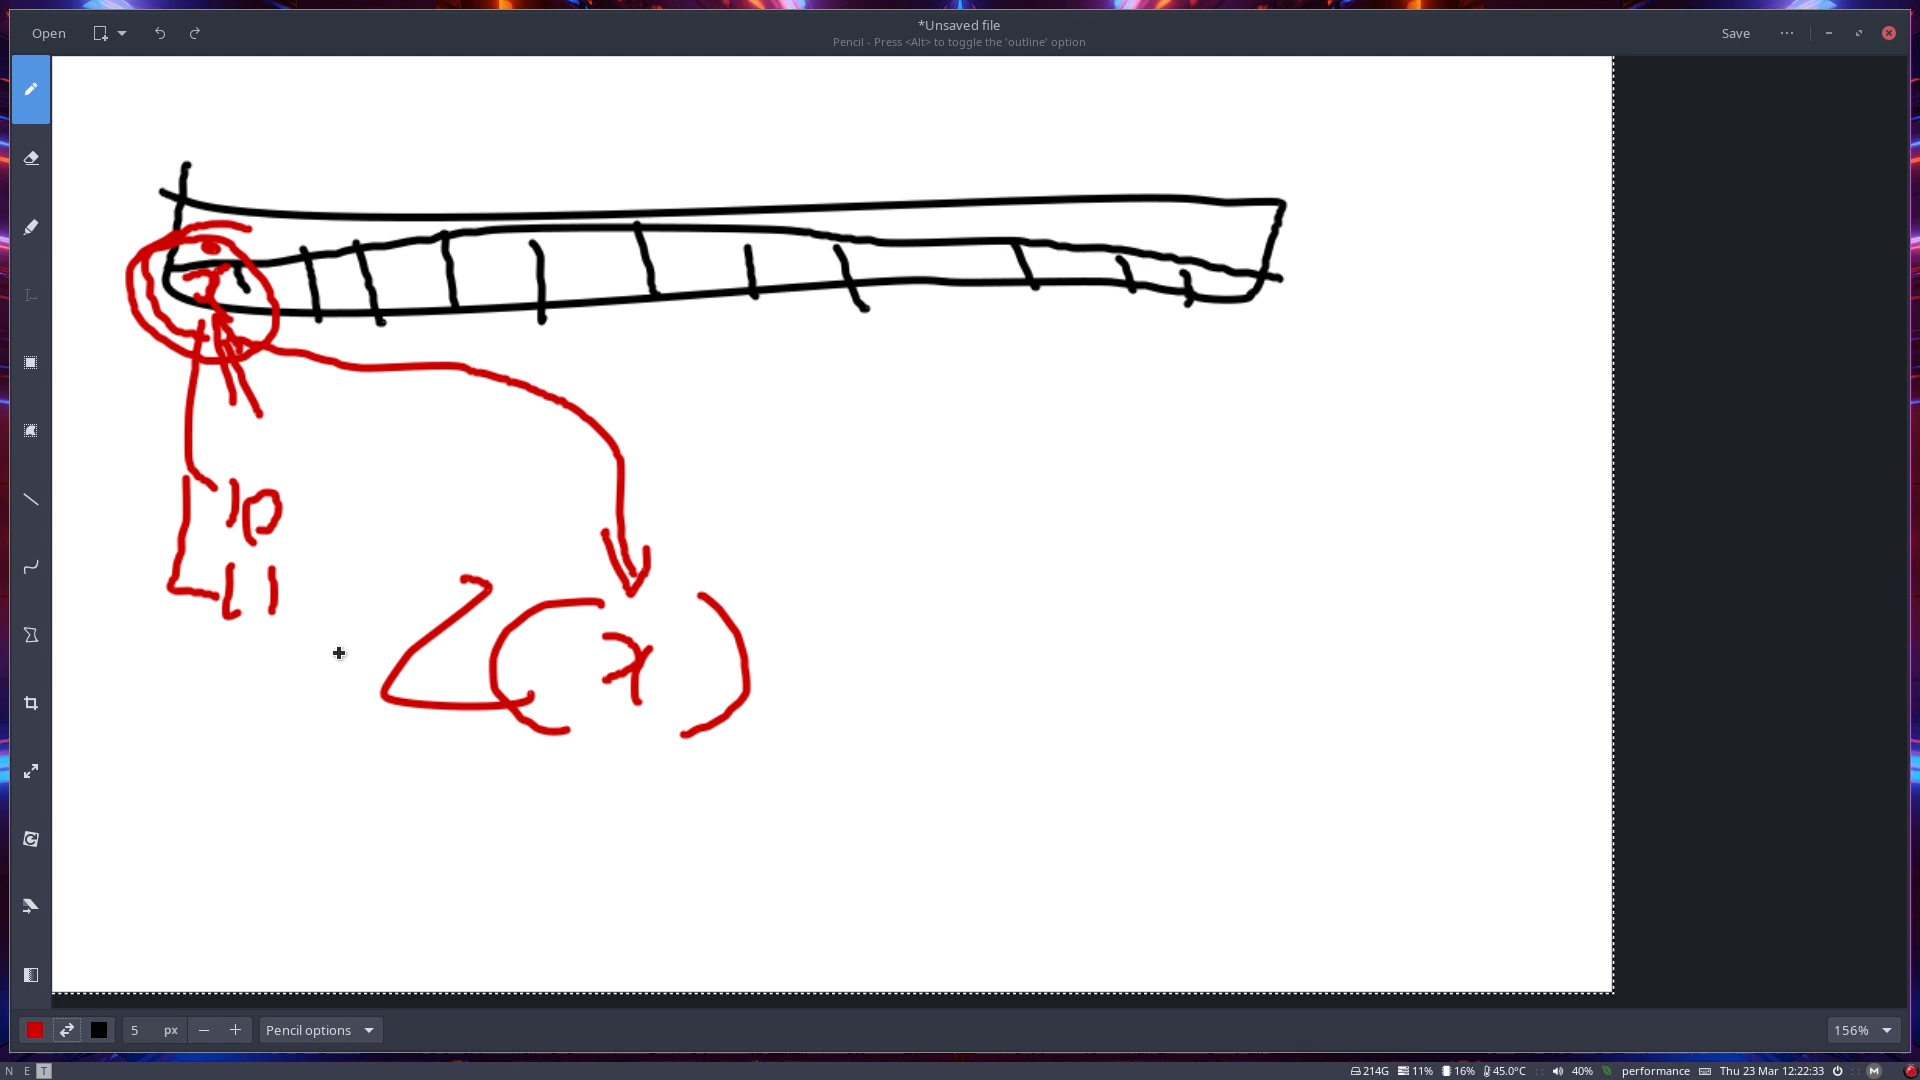 *Unsaved file
Open
Pencil - Press <Alt> to toggle the 'outline' option
Save
x
10
11
(x)
5 px
Pencil options
156%
N E T
214G 11% 16% 45.0°C 40% performance Thu 23 Mar 12:22:33 M